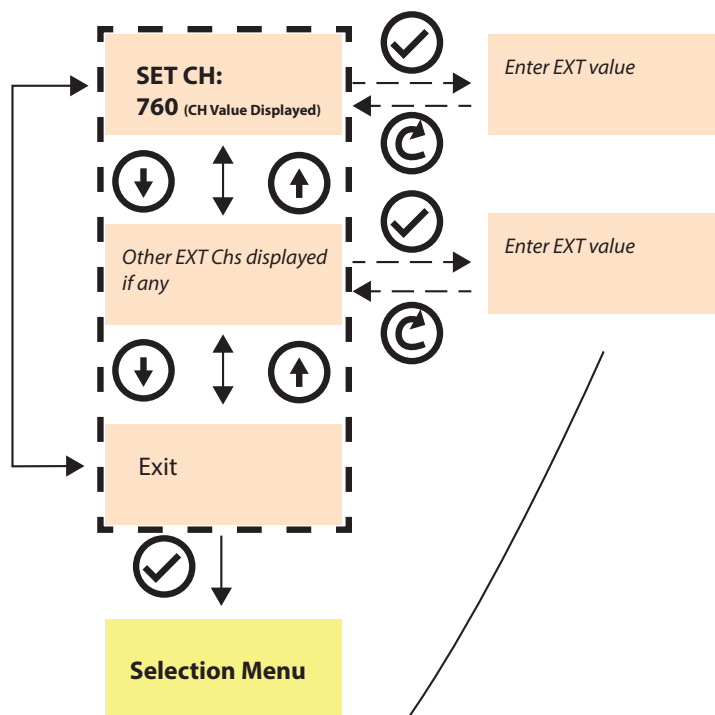 SET CH:
760 (CH Value Displayed)
Enter EXT value
Other EXT Chs displayed
if any
Enter EXT value
Exit
Selection Menu